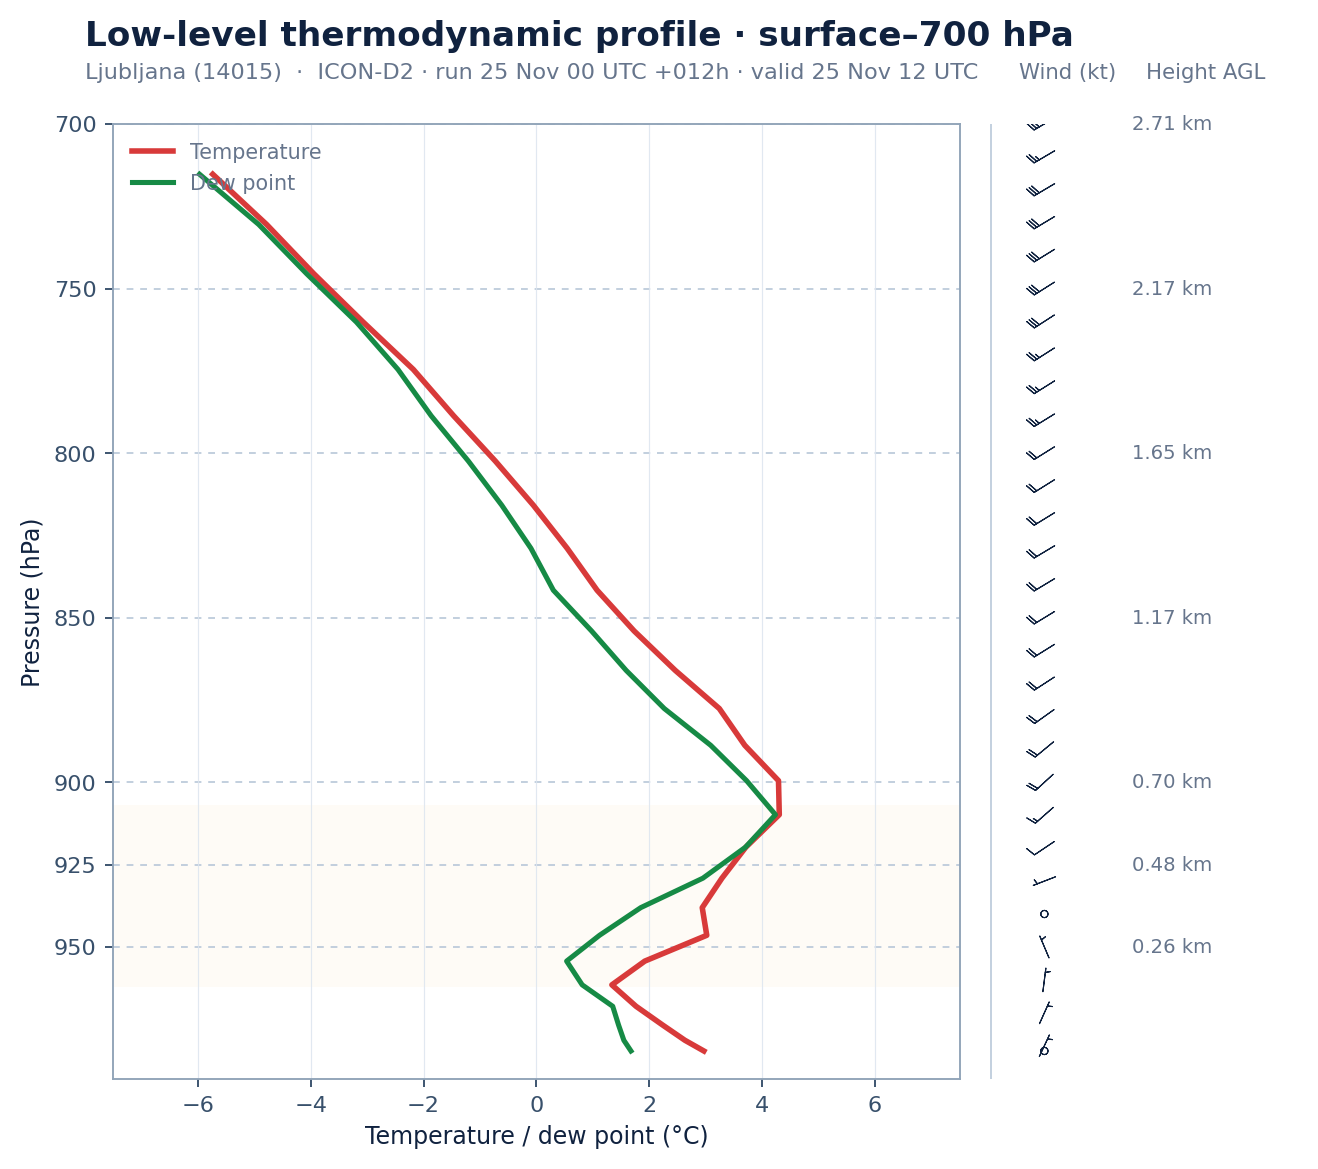 Low-level thermodynamic profile · surface–700 hPa
Ljubljana (14015) · ICON-D2 · run 25 Nov 00 UTC +012h · valid 25 Nov 12 UTC
Wind (kt)
Height AGL
Temperature
Dew point
700
750
800
850
900
925
950
Pressure (hPa)
2.71 km
2.17 km
1.65 km
1.17 km
0.70 km
0.48 km
0.26 km
−6
−4
−2
0
2
4
6
Temperature / dew point (°C)